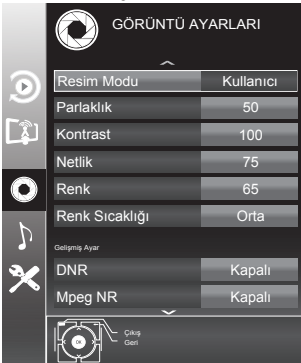 GÖRÜNTÜ AYARLARI
Resim Modu Kullanıcı
Parlaklık 50
Kontrast 100
Netlik 75
Renk 65
Renk Sıcaklığı Orta
Gelişmiş Ayar
DNR Kapalı
Mpeg NR Kapalı
Çıkış
OK Geri